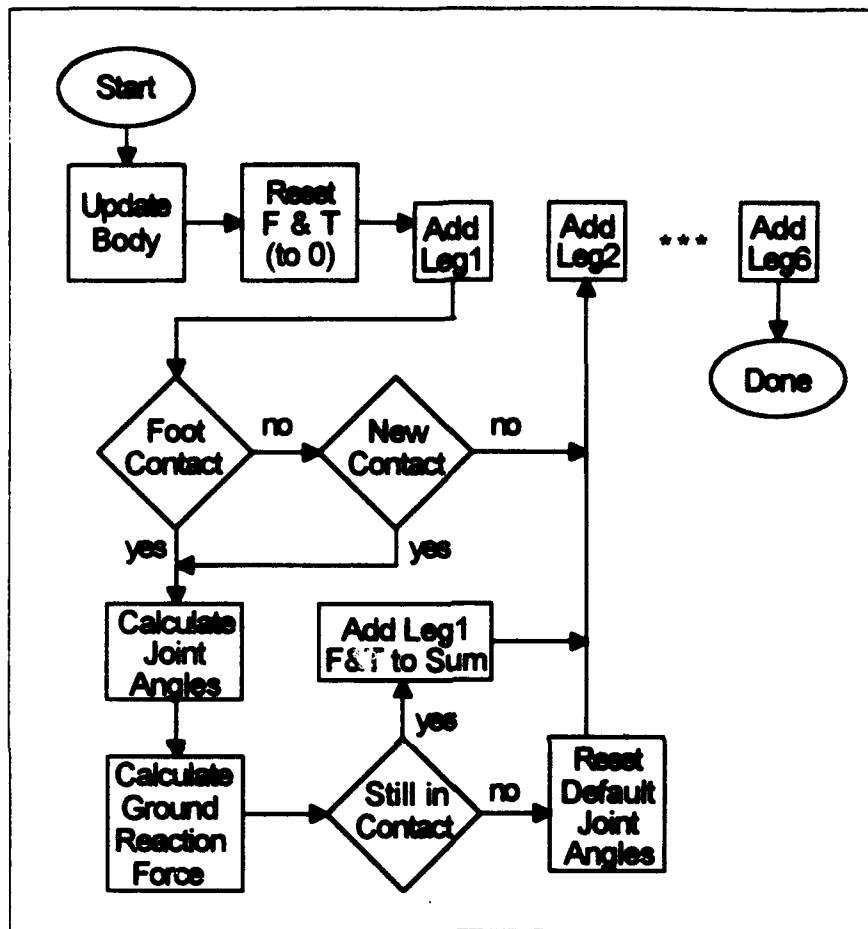 Start
Update
Body
Reset
F & T
(to 0)
Add
Leg1
Add
Leg2
***
Add
Leg6
Done
Foot
Contact
no
New
Contact
no
yes
yes
Calculate
Joint
Angles
Add Leg1
F&T to Sum
yes
Calculate
Ground
Reaction
Force
Still in
Contact
no
Reset
Default
Joint
Angles